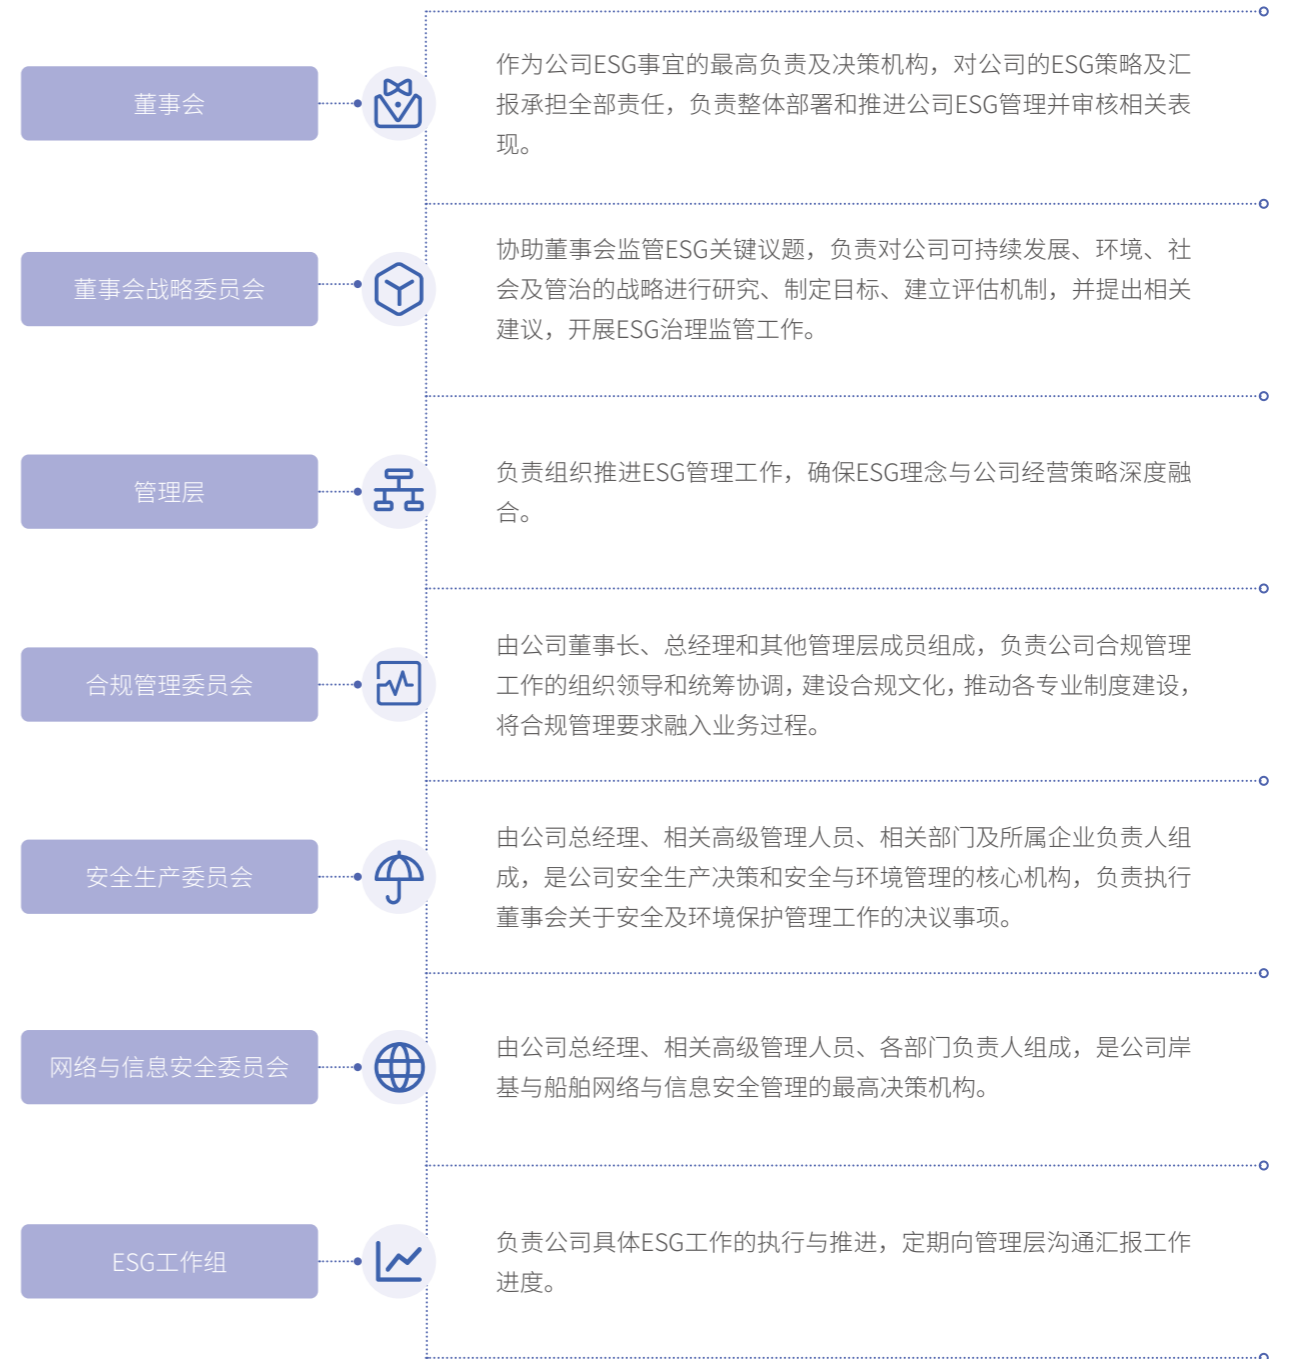 董事会
作为公司ESG事宜的最高负责及决策机构，对公司的ESG策略及汇
报承担全部责任，负责整体部署和推进公司ESG管理并审核相关表
现。
董事会战略委员会
协助董事会监管ESG关键议题，负责对公司可持续发展、环境、社
会及管治的战略进行研究、制定目标、建立评估机制，并提出相关
建议，开展ESG治理监管工作。
管理层
负责组织推进ESG管理工作，确保ESG理念与公司经营策略深度融
合。
合规管理委员会
由公司董事长、总经理和其他管理层成员组成，负责公司合规管理
工作的组织领导和统筹协调，建设合规文化，推动各专业制度建设，
将合规管理要求融入业务过程。
安全生产委员会
由公司总经理、相关高级管理人员、相关部门及所属企业负责人组
成，是公司安全生产决策和安全与环境管理的核心机构，负责执行
董事会关于安全及环境保护管理工作的决议事项。
网络与信息安全委员会
由公司总经理、相关高级管理人员、各部门负责人组成，是公司岸
基与船舶网络与信息安全管理的最高决策机构。
ESG工作组
负责公司具体ESG工作的执行与推进，定期向管理层沟通汇报工作
进度。